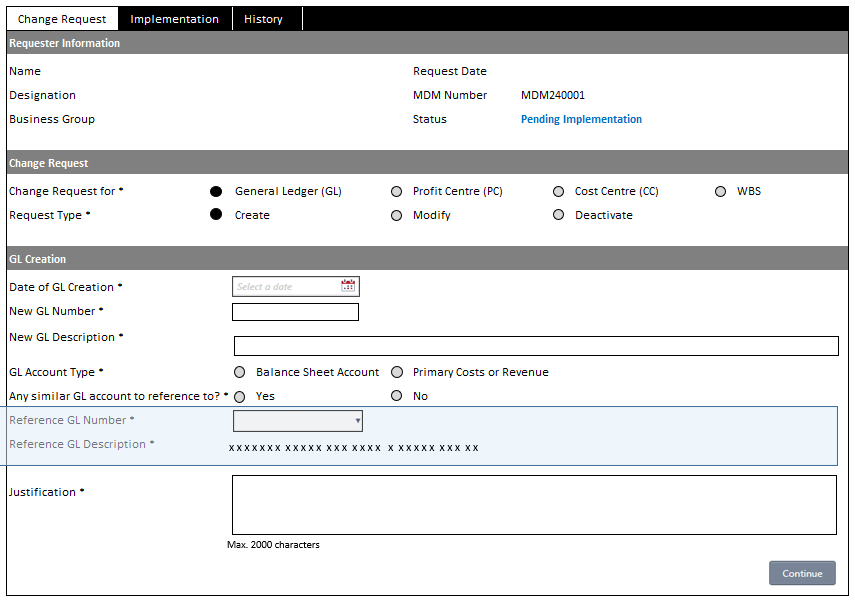 Change Request Implementation History
Requester Information
Name Request Date
Designation MDM Number MDM240001
Business Group Status Pending Implementation
Change Request
Change Request for * General Ledger (GL) Profit Centre (PC) Cost Centre (CC) WBS
Request Type * Create Modify Deactivate
GL Creation
Date of GL Creation * Select a date
New GL Number *
New GL Description *
GL Account Type * Balance Sheet Account Primary Costs or Revenue
Any similar GL account to reference to? * Yes No
Reference GL Number *
Reference GL Description * xxxxxxx xxxxx xxx xxxx x xxxxx xxx xx
Justification *
Max. 2000 characters
Continue